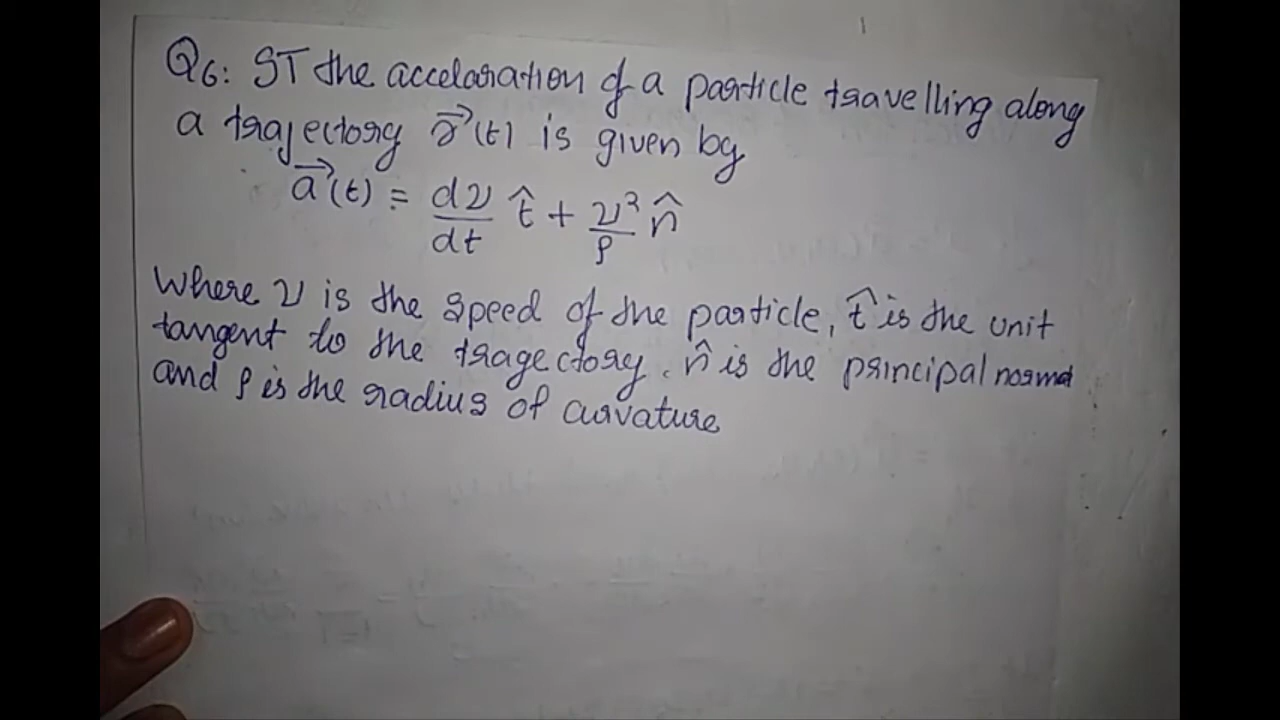 Q6: ST the accelaration of a particle travelling along
a trajectory r⃗(t) is given by
a⃗(t) = dv/dt t̂ + v²/ρ n̂
Where v is the speed of the particle, t̂ is the unit
tangent to the tragectory. n̂ is the principal normal
and ρ is the radius of curvature